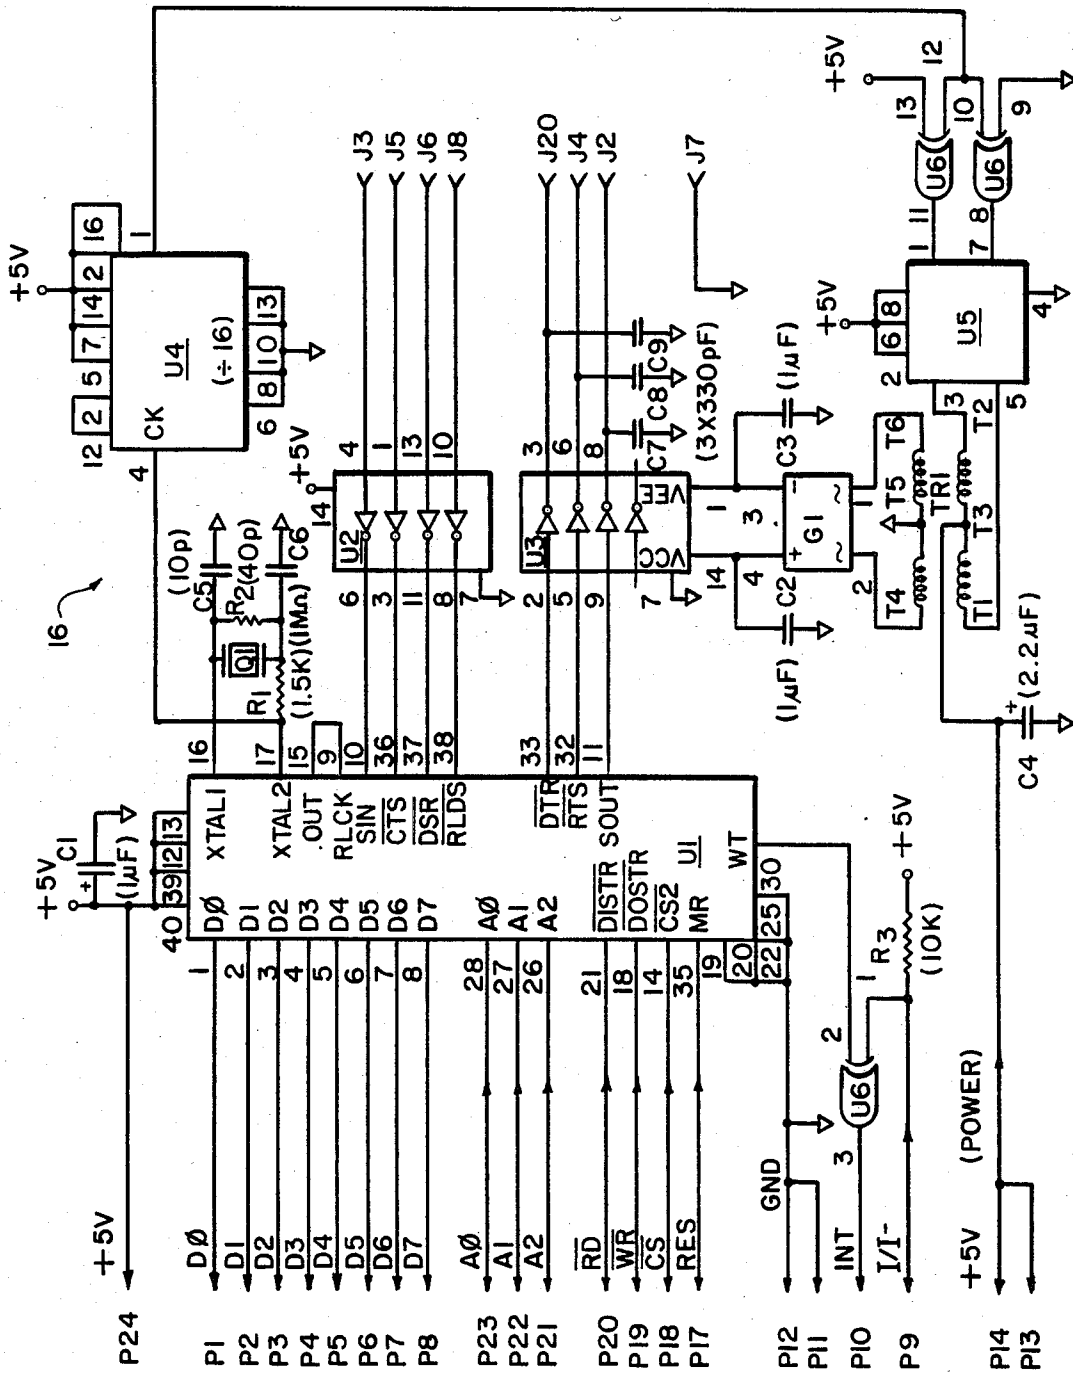 +5V
16
2
14
7
5
2
12
U4
CK
(÷16)
13
10
8
6
1
4
16
(10p)
C5
R2
(40p)
C6
(1MΩ)
Q1
R1
(1.5K)
+5V
14
U2
4
1
13
10
6
3
11
8
7
J3
J5
J6
J8
J20
J4
J2
J7
U3
2
5
9
3
6
8
VCC
VEE
7
14
1
C7
C8
C9
(3X330pF)
C2
(1µF)
C3
(1µF)
4
3
G1
+
-
~
~
2
1
T4
T5
T6
TR1
T1
T3
T2
+5V
8
6
2
U5
1
7
3
5
4
+5V
13
12
10
9
U6
U6
11
8
C4
+
(2.2µF)
+5V
C1
+
(1µF)
40
39
12
13
16
17
15
9
10
36
37
38
33
32
11
XTAL1
XTAL2
.OUT
RLCK
SIN
CTS
DSR
RLDS
DTR
RTS
SOUT
DØ
D1
D2
D3
D4
D5
D6
D7
AØ
A1
A2
DISTR
DOSTR
CS2
MR
U1
WT
1
2
3
4
5
6
7
8
28
27
26
21
18
14
35
19
20
22
25
30
+5V
P24
DØ P1
D1 P2
D2 P3
D3 P4
D4 P5
D5 P6
D6 P7
D7 P8
AØ P23
A1 P22
A2 P21
RD P20
WR P19
CS P18
RES P17
GND
P12
P11
INT P10
I/I- P9
U6
3
2
1
R3
(10K)
+5V
+5V (POWER)
P14
P13